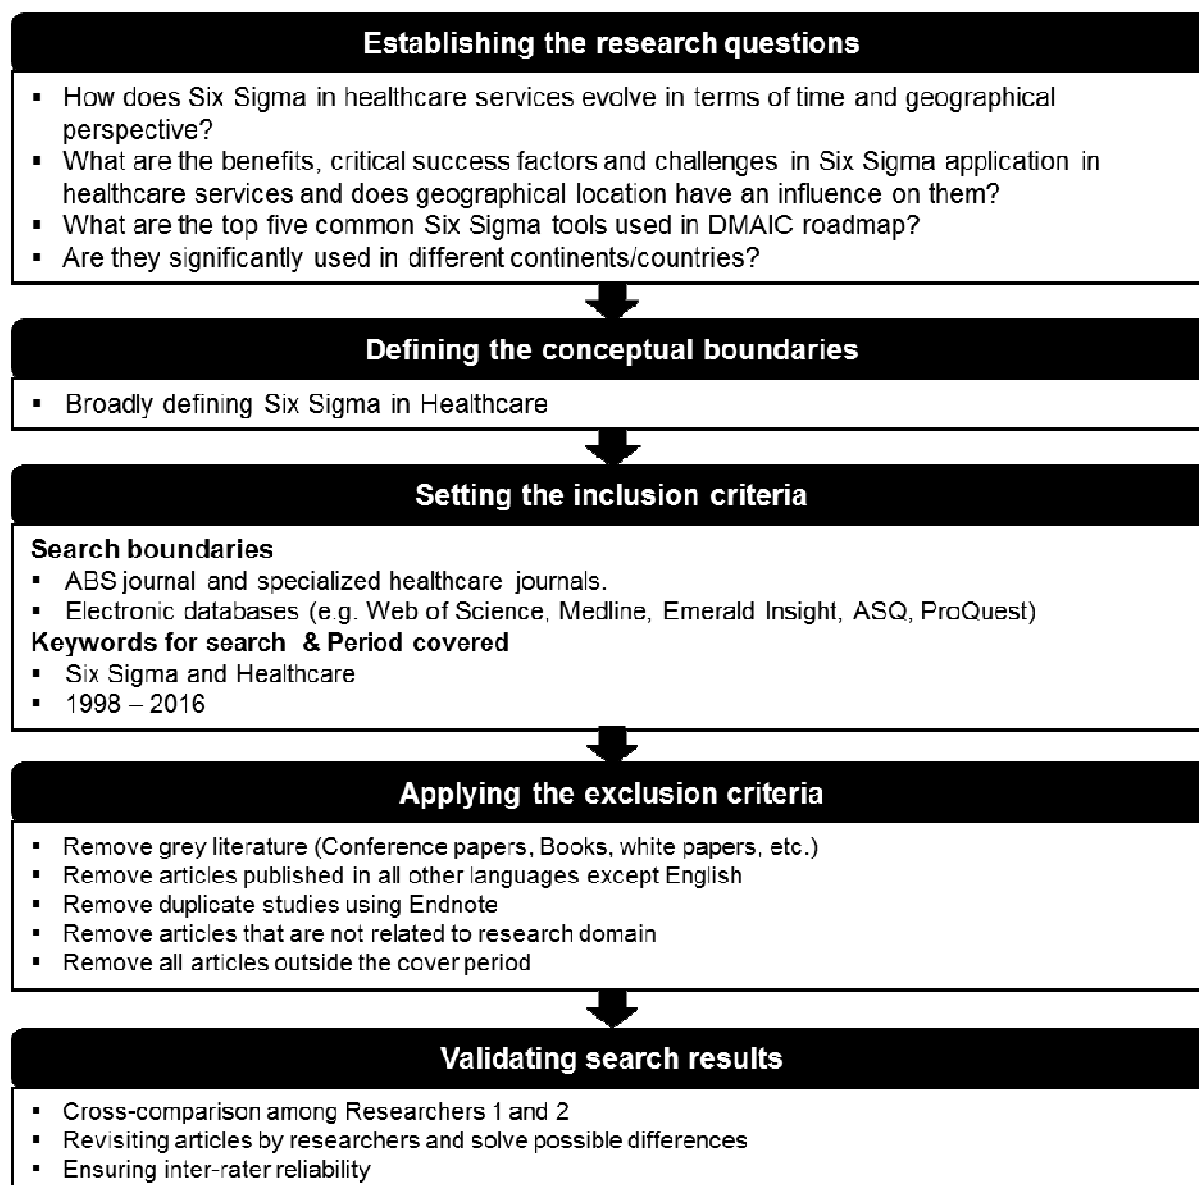 Establishing the research questions
▪ How does Six Sigma in healthcare services evolve in terms of time and geographical
perspective?
▪ What are the benefits, critical success factors and challenges in Six Sigma application in
healthcare services and does geographical location have an influence on them?
▪ What are the top five common Six Sigma tools used in DMAIC roadmap?
▪ Are they significantly used in different continents/countries?
Defining the conceptual boundaries
▪ Broadly defining Six Sigma in Healthcare
Setting the inclusion criteria
Search boundaries
▪ ABS journal and specialized healthcare journals.
▪ Electronic databases (e.g. Web of Science, Medline, Emerald Insight, ASQ, ProQuest)
Keywords for search & Period covered
▪ Six Sigma and Healthcare
▪ 1998 – 2016
Applying the exclusion criteria
▪ Remove grey literature (Conference papers, Books, white papers, etc.)
▪ Remove articles published in all other languages except English
▪ Remove duplicate studies using Endnote
▪ Remove articles that are not related to research domain
▪ Remove all articles outside the cover period
Validating search results
▪ Cross-comparison among Researchers 1 and 2
▪ Revisiting articles by researchers and solve possible differences
▪ Ensuring inter-rater reliability